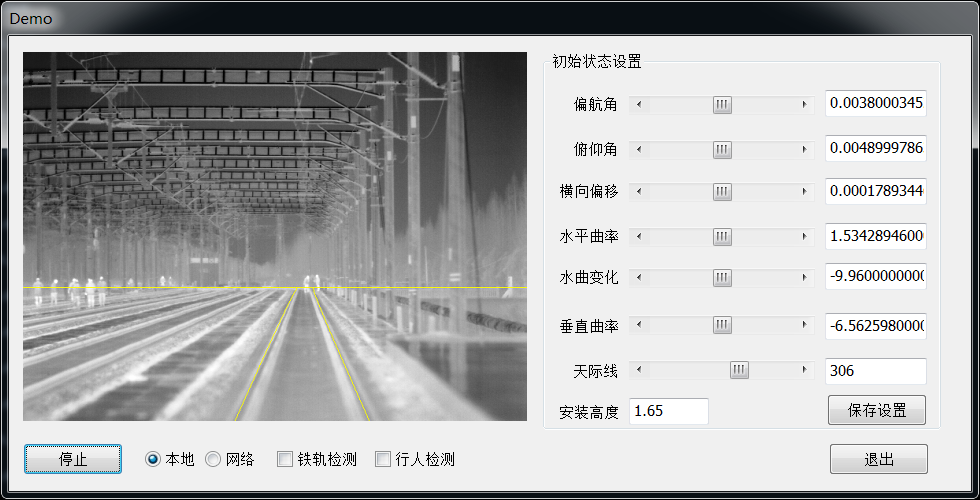 Demo
初始状态设置
偏航角 0.0038000345
俯仰角 0.0048999786
横向偏移 0.0001789344
水平曲率 1.534289460
水曲变化 -9.960000000
垂直曲率 -6.562598000
天际线 306
安装高度 1.65 保存设置
停止 本地 网络 铁轨检测 行人检测 退出